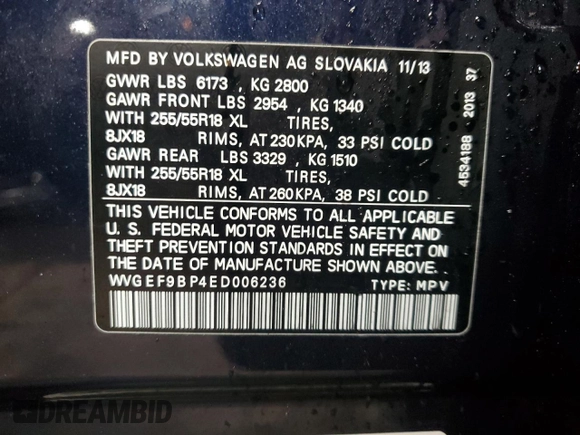 MFD BY VOLKSWAGEN AG SLOVAKIA 11/13
GVWR LBS 6173 , KG 2800
GAWR FRONT LBS 2954 , KG 1340
WITH 255/55R18 XL TIRES,
8JX18 RIMS, AT 230 KPA, 33 PSI COLD
GAWR REAR LBS 3329 , KG 1510
WITH 255/55R18 XL TIRES,
8JX18 RIMS, AT 260 KPA, 38 PSI COLD
THIS VEHICLE CONFORMS TO ALL APPLICABLE
U. S. FEDERAL MOTOR VEHICLE SAFETY AND
THEFT PREVENTION STANDARDS IN EFFECT ON
THE DATE OF MANUFACTURE SHOWN ABOVE.
WVGEF9BP4ED006236 TYPE: MPV
4534188 2013 37
DREAMBID